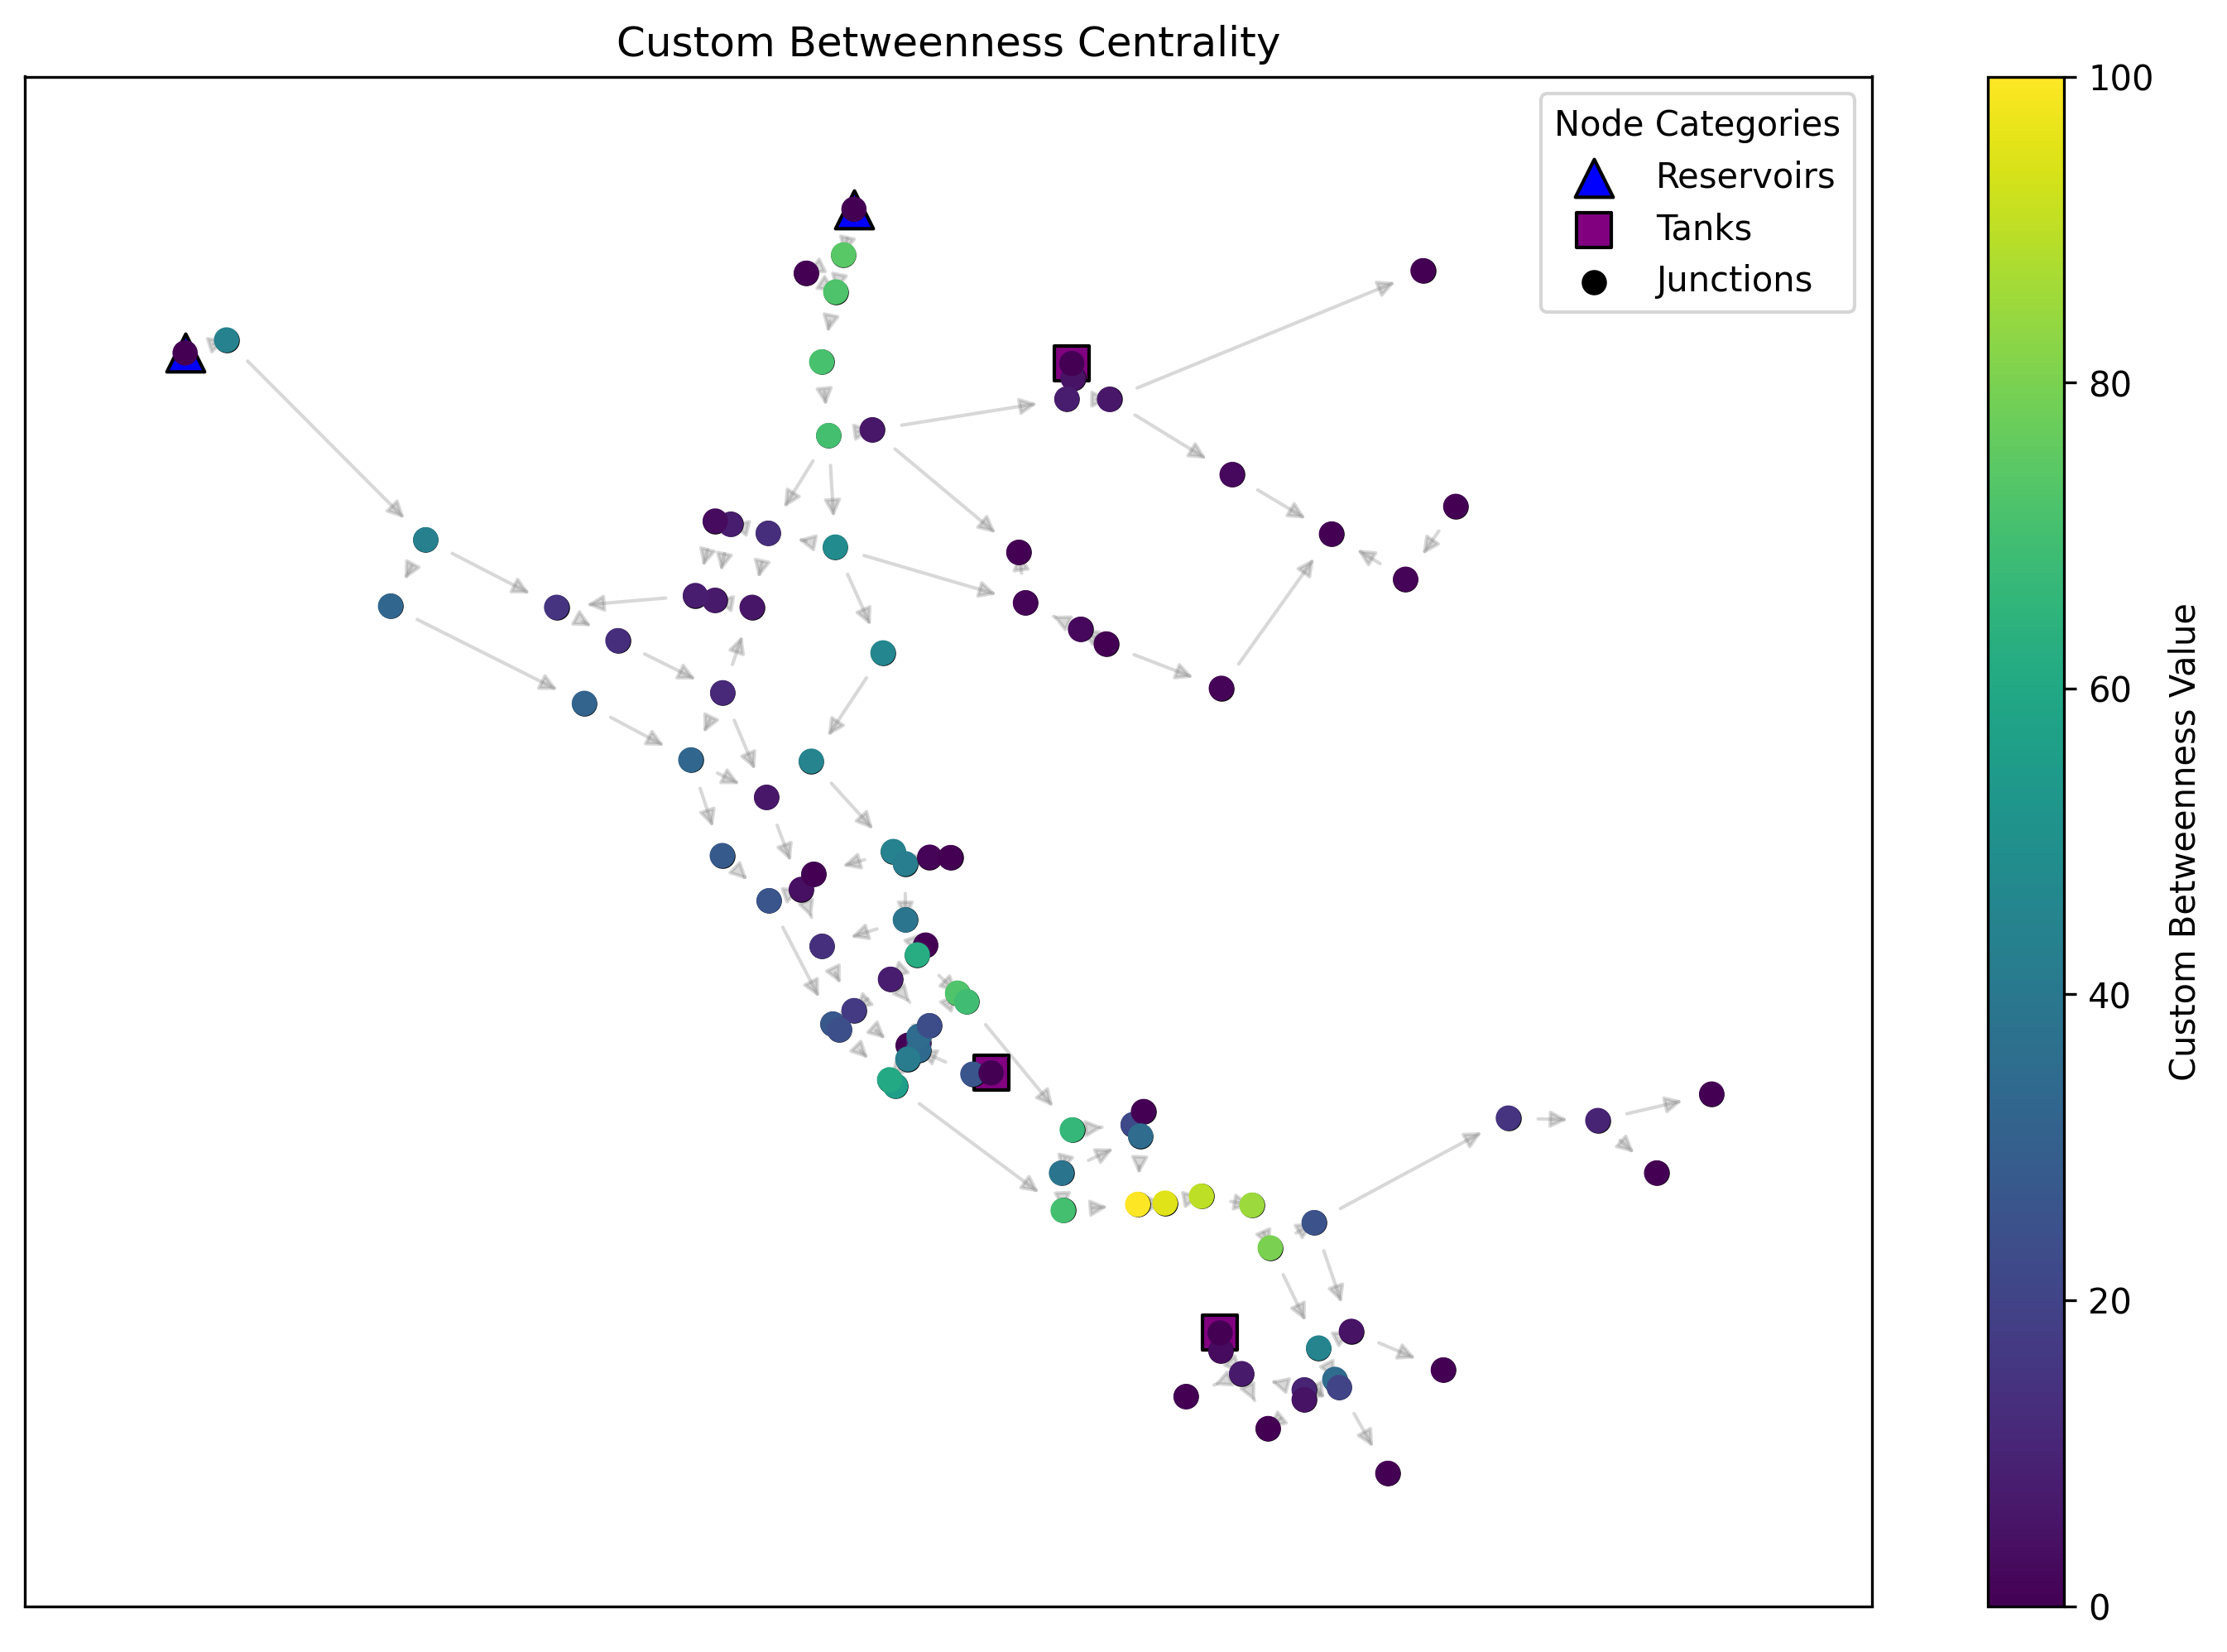 Custom Betweenness Centrality
Node Categories
Reservoirs
Tanks
Junctions
100
80
60
40
20
0
Custom Betweenness Value